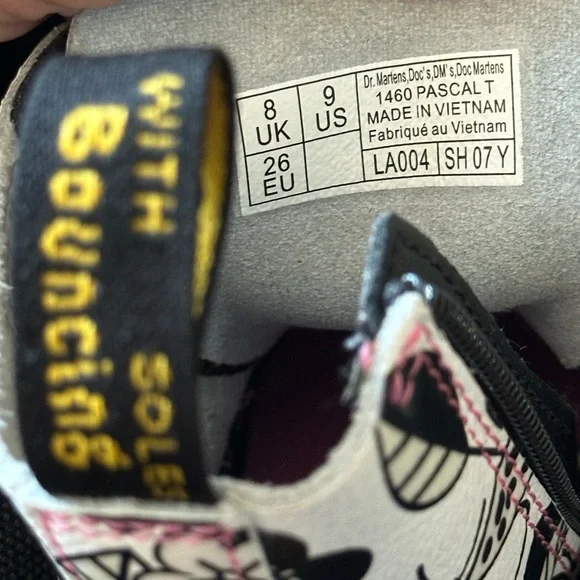 8 UK
9 US
26 EU
Dr. Martens,Doc's,DM's,Doc Martens
1460 PASCAL T
MADE IN VIETNAM
Fabriqué au Vietnam
LA004
SH 07 Y
WITH
Bouncing
SOLES